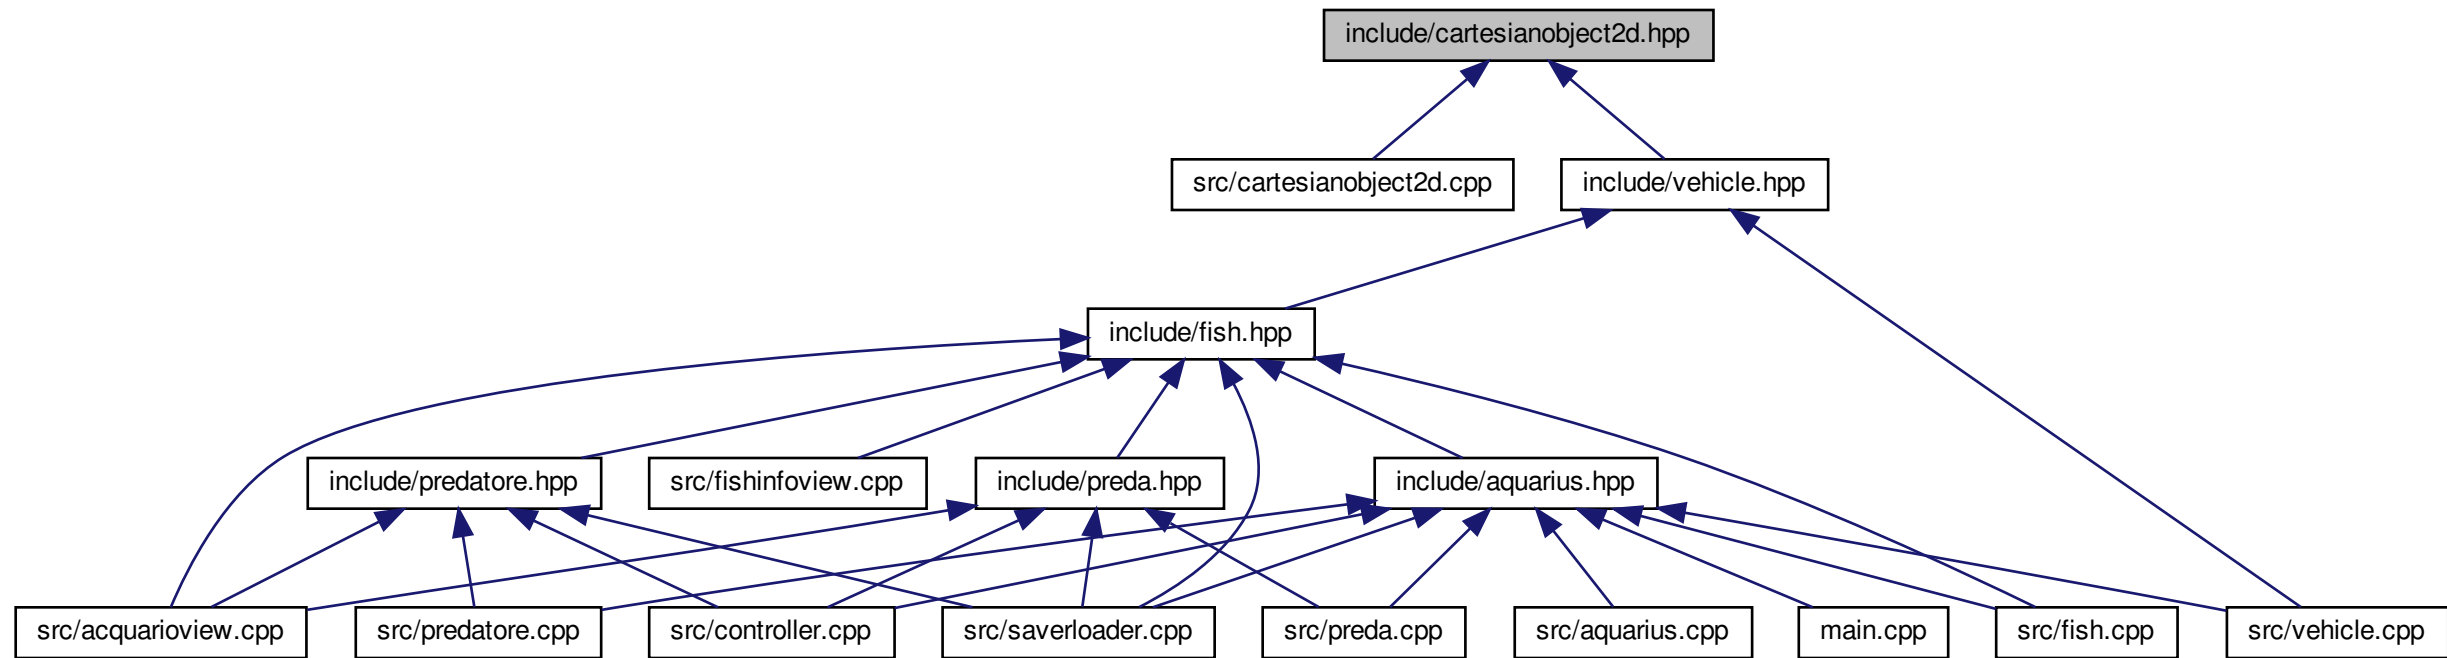 include/cartesianobject2d.hpp
src/cartesianobject2d.cpp
include/vehicle.hpp
include/fish.hpp
include/predatore.hpp
src/fishinfoview.cpp
include/preda.hpp
include/aquarius.hpp
src/acquarioview.cpp
src/predatore.cpp
src/controller.cpp
src/saverloader.cpp
src/preda.cpp
src/aquarius.cpp
main.cpp
src/fish.cpp
src/vehicle.cpp